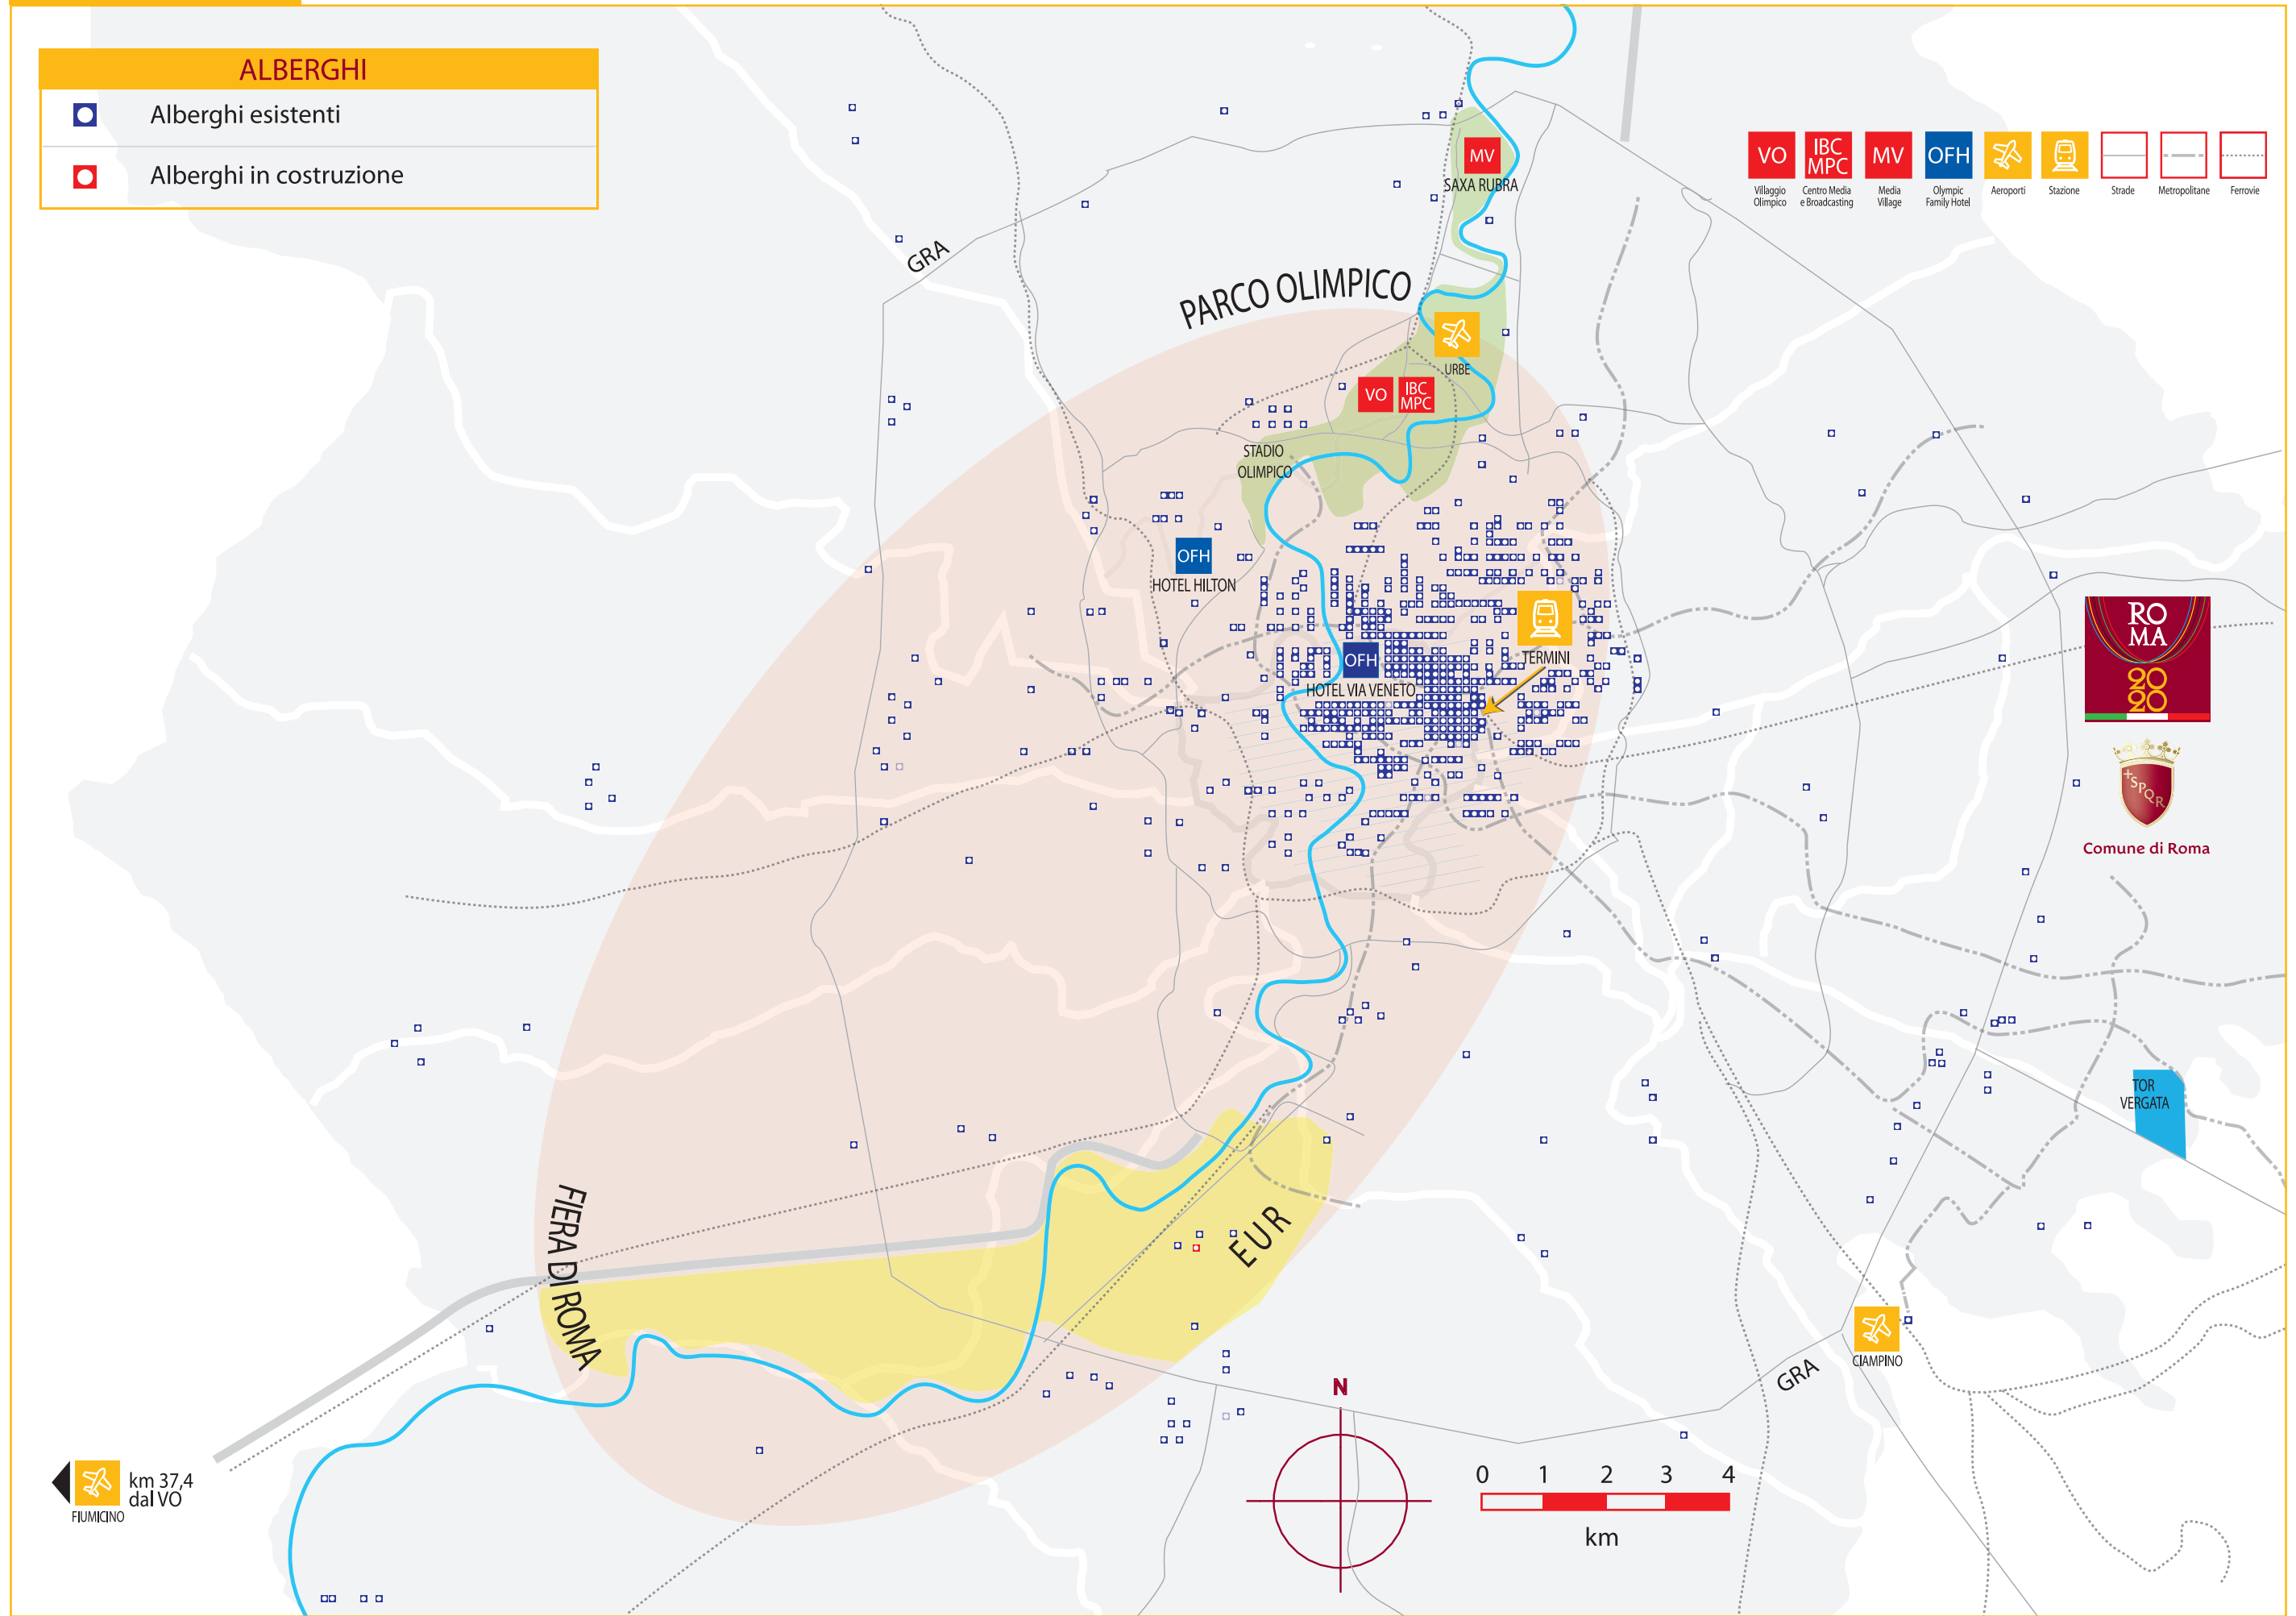 ALBERGHI
Alberghi esistenti
Alberghi in costruzione
VO
IBC
MPC
MV
OFH
Villaggio
Olimpico
Centro Media
e Broadcasting
Media
Village
Olympic
Family Hotel
Aeroporti
Stazione
Strade
Metropolitane
Ferrovie
MV
SAXA RUBRA
GRA
PARCO OLIMPICO
URBE
VO
IBC
MPC
STADIO
OLIMPICO
OFH
HOTEL HILTON
TERMINI
OFH
HOTEL VIA VENETO
RO
MA
20
20
SPQR
Comune di Roma
TOR
VERGATA
FIERA DI ROMA
EUR
CIAMPINO
GRA
N
0 1 2 3 4
km
km 37,4
dal VO
FIUMICINO